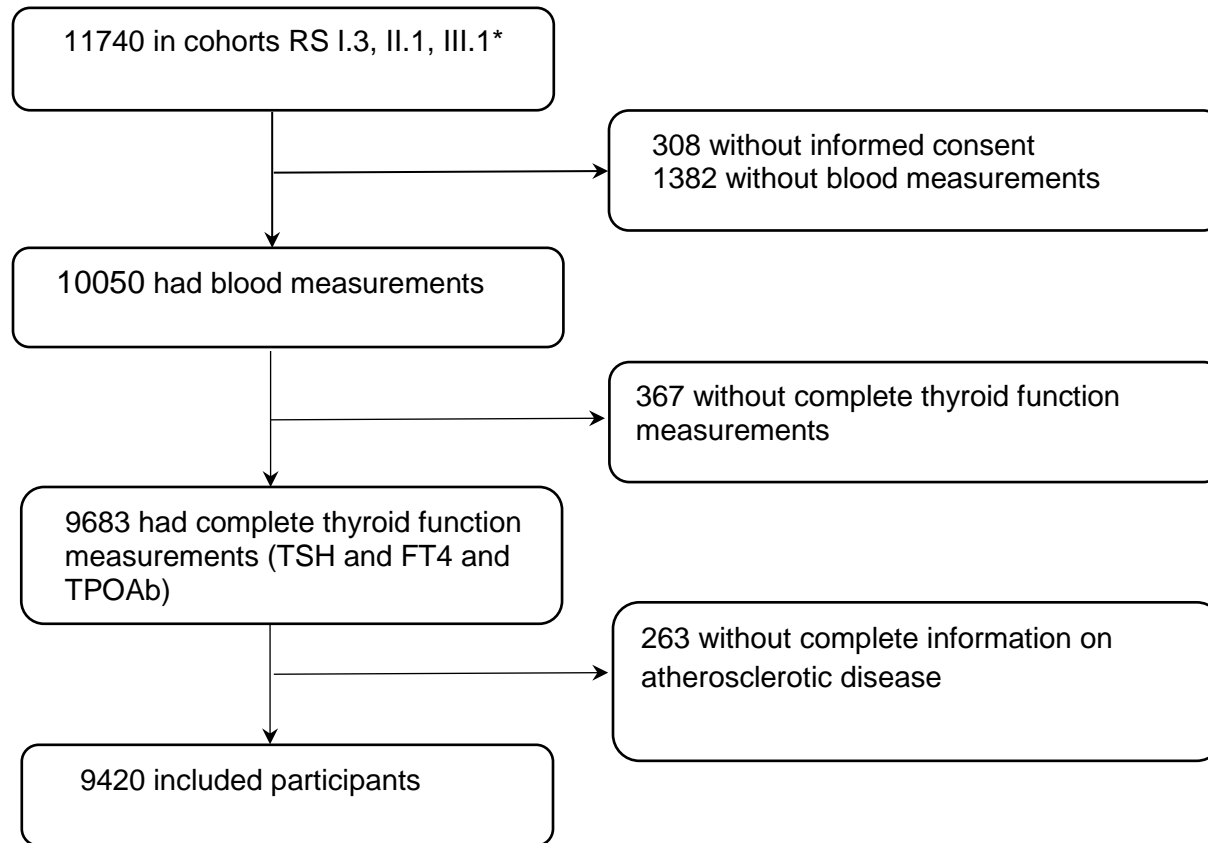 11740 in cohorts RS I.3, II.1, III.1*
308 without informed consent
1382 without blood measurements
10050 had blood measurements
367 without complete thyroid function
measurements
9683 had complete thyroid function
measurements (TSH and FT4 and
TPOAb)
263 without complete information on
atherosclerotic disease
9420 included participants